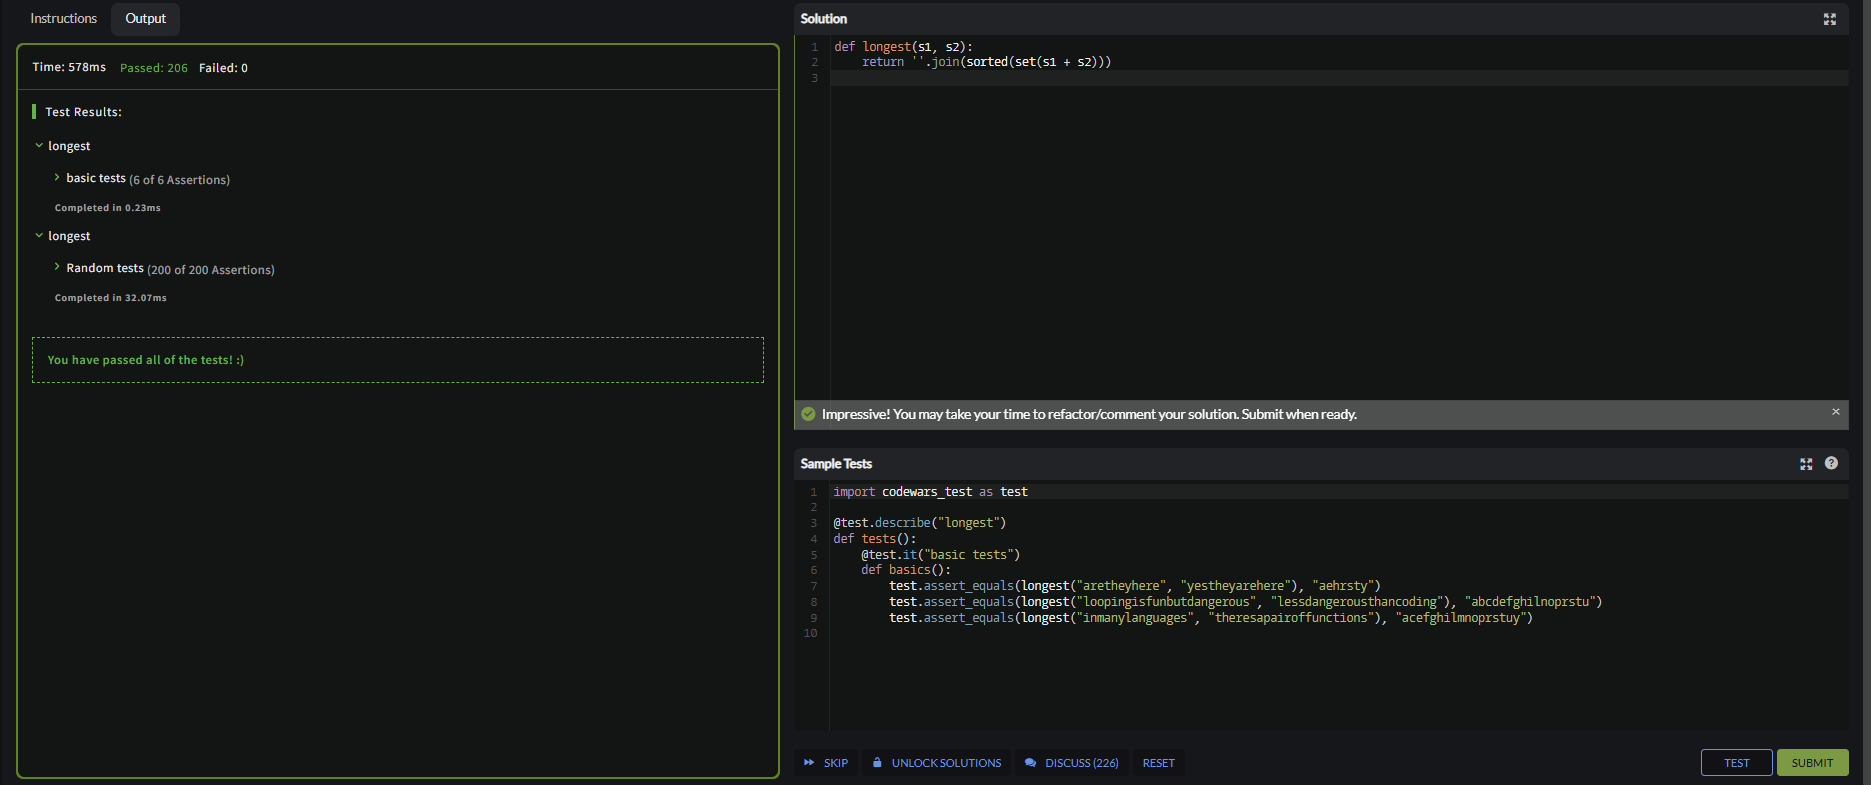 Instructions
Output
Time: 578ms Passed: 206 Failed: 0
Test Results:
longest
basic tests (6 of 6 Assertions)
Completed in 0.23ms
longest
Random tests (200 of 200 Assertions)
Completed in 32.07ms
You have passed all of the tests! :)
Solution
1 def longest(s1, s2):
2     return ''.join(sorted(set(s1 + s2)))
3
Impressive! You may take your time to refactor/comment your solution. Submit when ready.
×
Sample Tests
?
1 import codewars_test as test
2
3 @test.describe("longest")
4 def tests():
5     @test.it("basic tests")
6     def basics():
7         test.assert_equals(longest("aretheyhere", "yestheyarehere"), "aehrsty")
8         test.assert_equals(longest("loopingisfunbutdangerous", "lessdangerousthancoding"), "abcdefghilnoprstu")
9         test.assert_equals(longest("inmanylanguages", "theresapairoffunctions"), "acefghilmnoprstuy")
10
SKIP
UNLOCK SOLUTIONS
DISCUSS (226)
RESET
TEST
SUBMIT